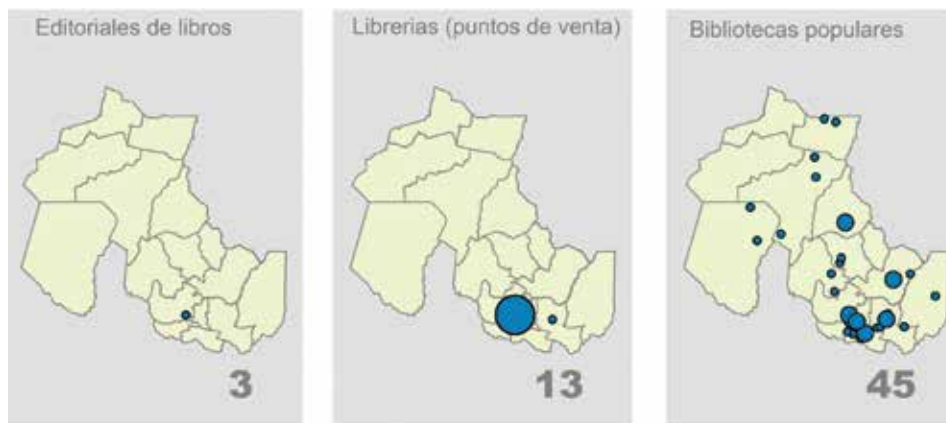 Editoriales de libros
Librerias (puntos de venta)
Bibliotecas populares
3
13
45